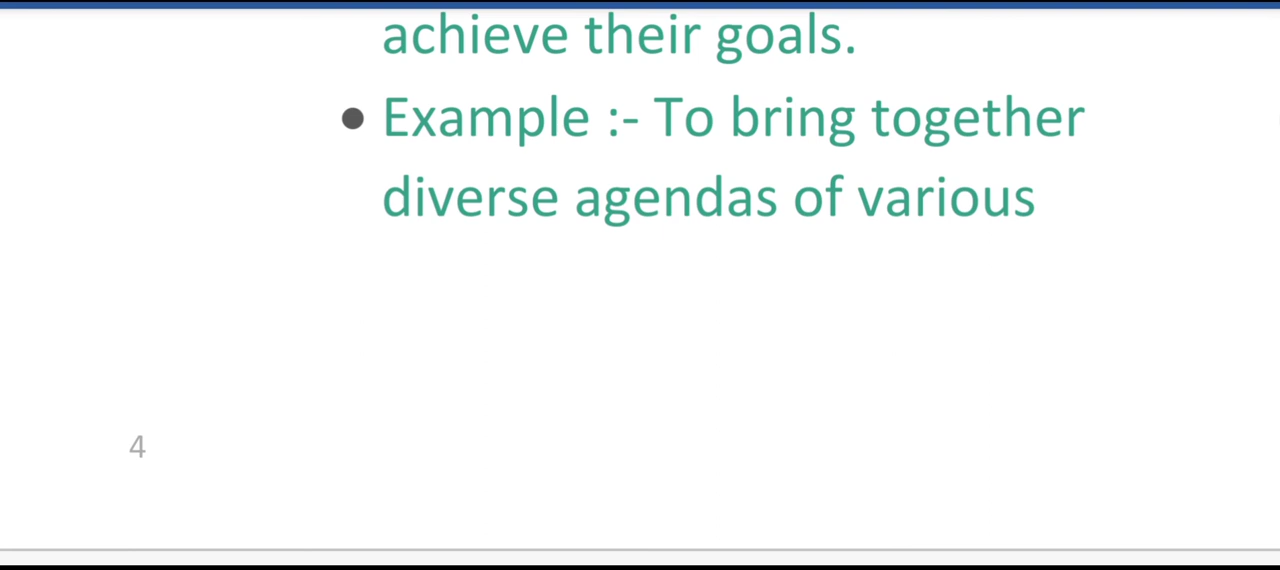 achieve their goals.
● Example :- To bring together
diverse agendas of various
4